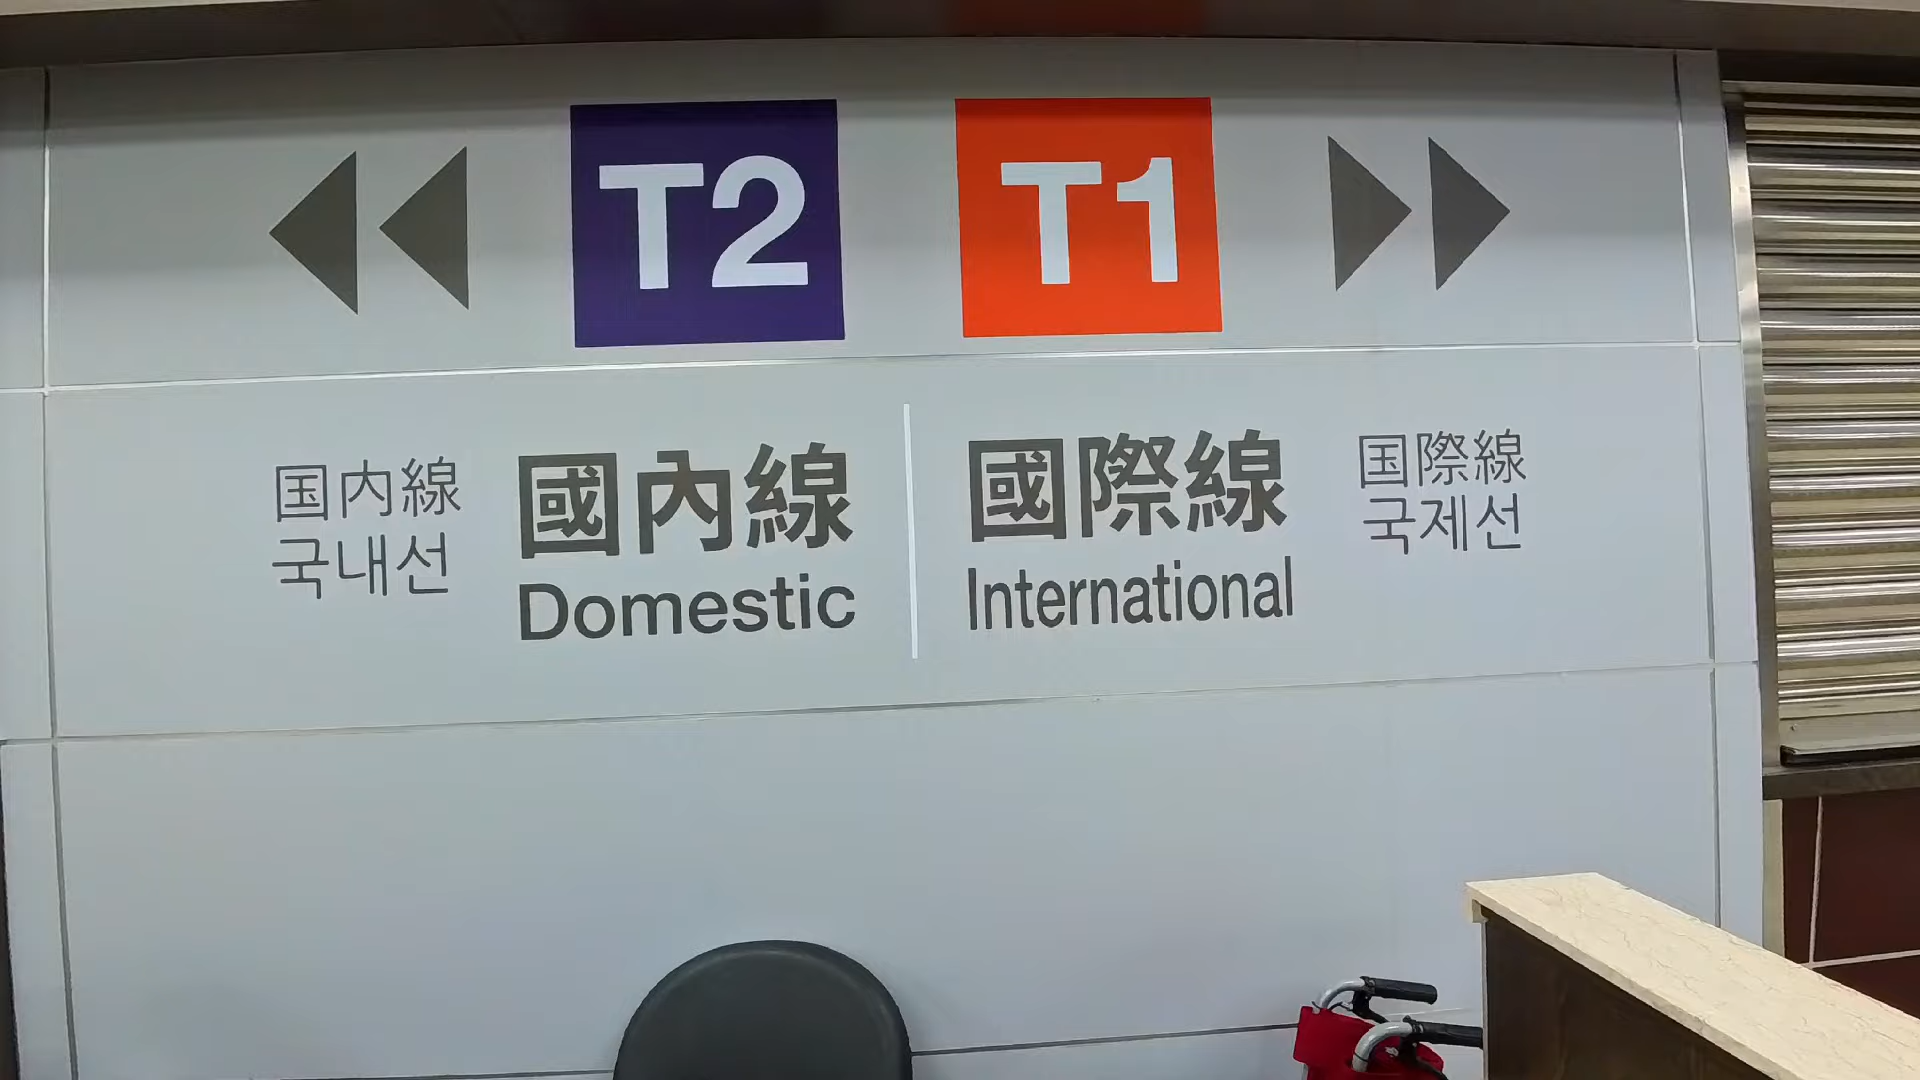 T2
T1
国内線
국내선
國內線
Domestic
國際線
International
国際線
국제선